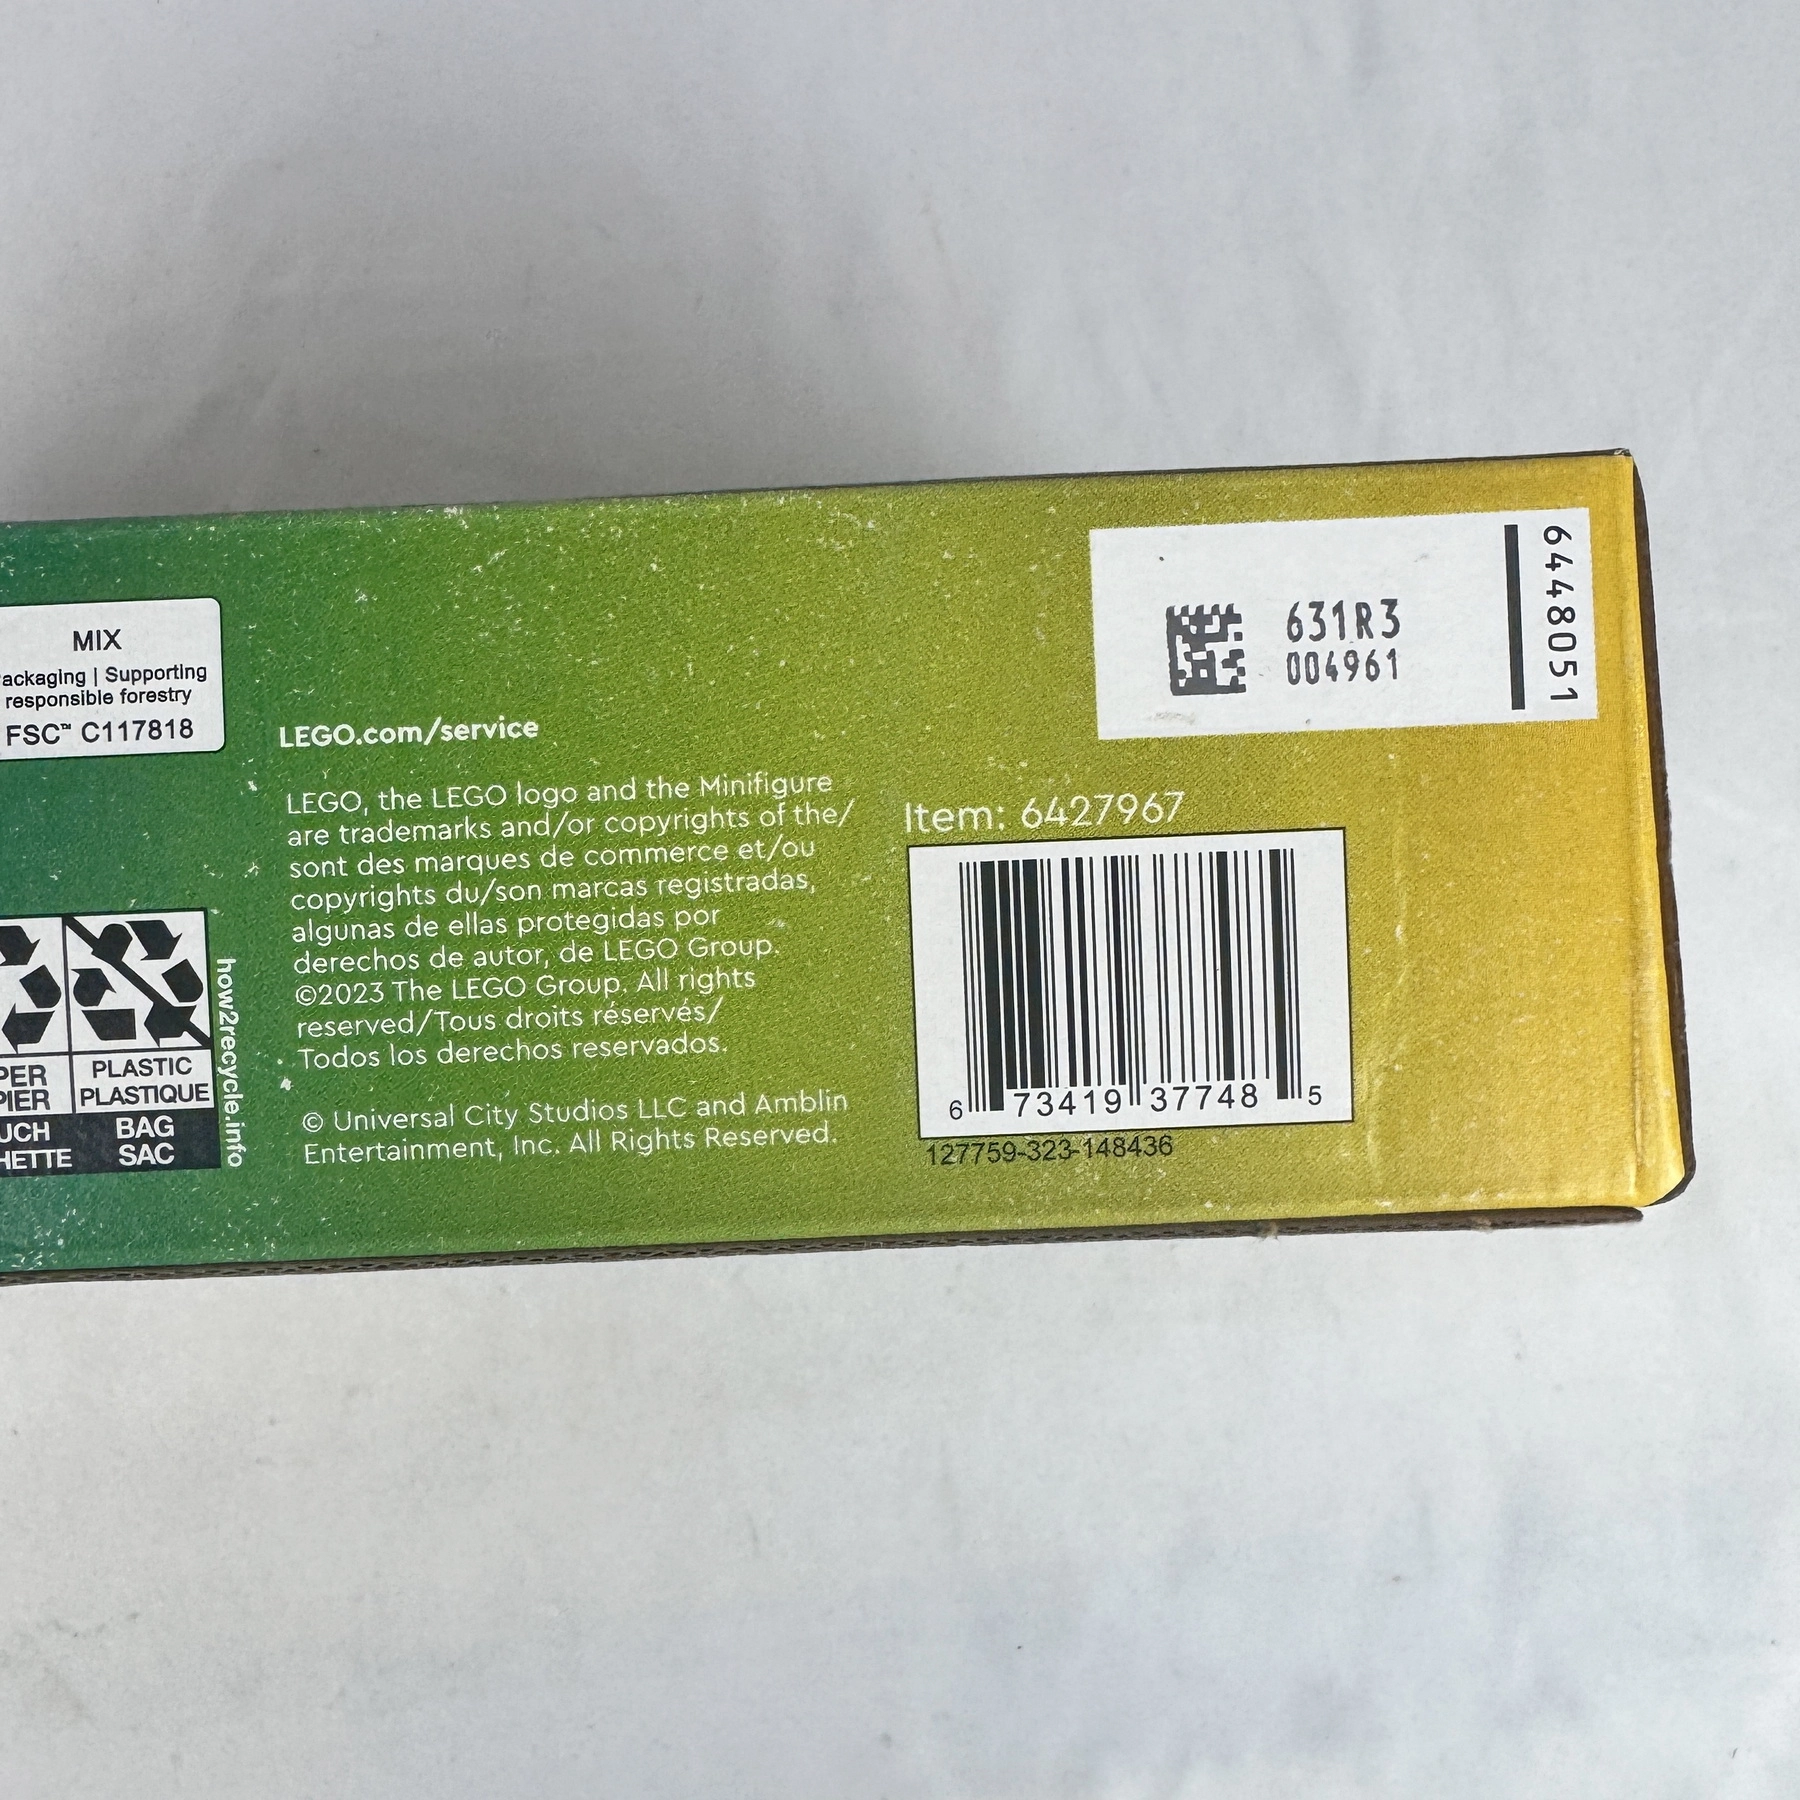 MIX
ackaging | Supporting
responsible forestry
FSC™ C117818
PER
PIER
UCH
HETTE
PLASTIC
PLASTIQUE
BAG
SAC
how2recycle.info
LEGO.com/service
LEGO, the LEGO logo and the Minifigure
are trademarks and/or copyrights of the/
sont des marques de commerce et/ou
copyrights du/son marcas registradas,
algunas de ellas protegidas por
derechos de autor, de LEGO Group.
©2023 The LEGO Group. All rights
reserved/Tous droits réservés/
Todos los derechos reservados.
© Universal City Studios LLC and Amblin
Entertainment, Inc. All Rights Reserved.
631R3
004961
6448051
Item: 6427967
6 73419 37748 5
127759-323-148436